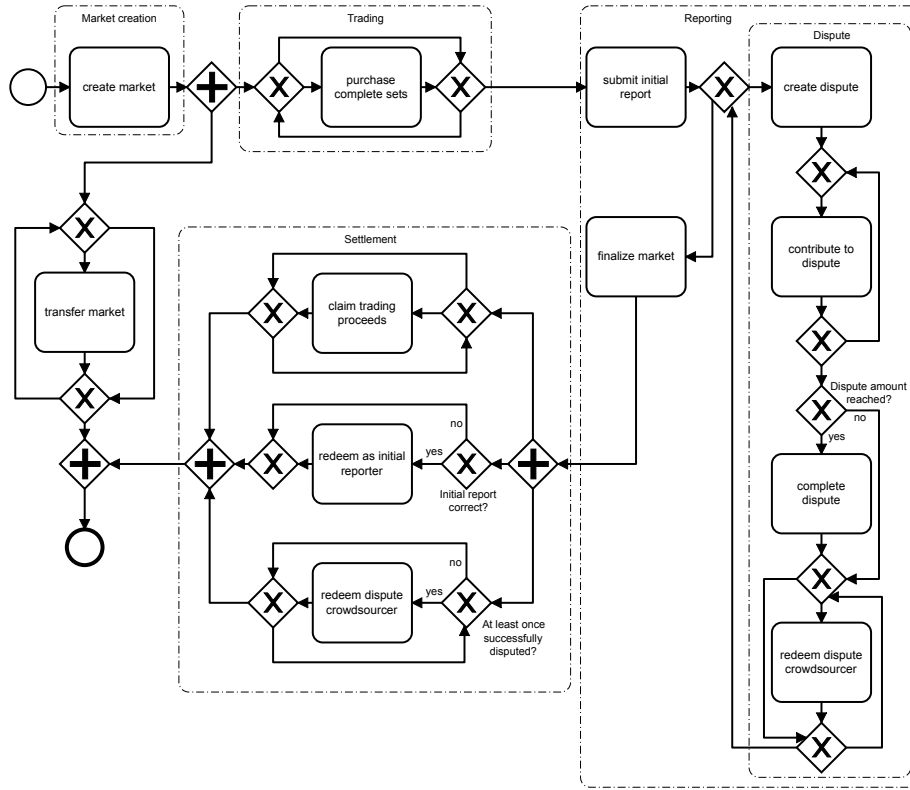 Market creation
Trading
Reporting
Dispute
create market
purchase
complete sets
submit initial
report
create dispute
contribute to
dispute
Settlement
finalize market
claim trading
proceeds
transfer market
Dispute amount
reached?
no
yes
no
yes
redeem as initial
reporter
Initial report
correct?
complete
dispute
no
yes
redeem dispute
crowdsourcer
At least once
successfully
disputed?
redeem dispute
crowdsourcer